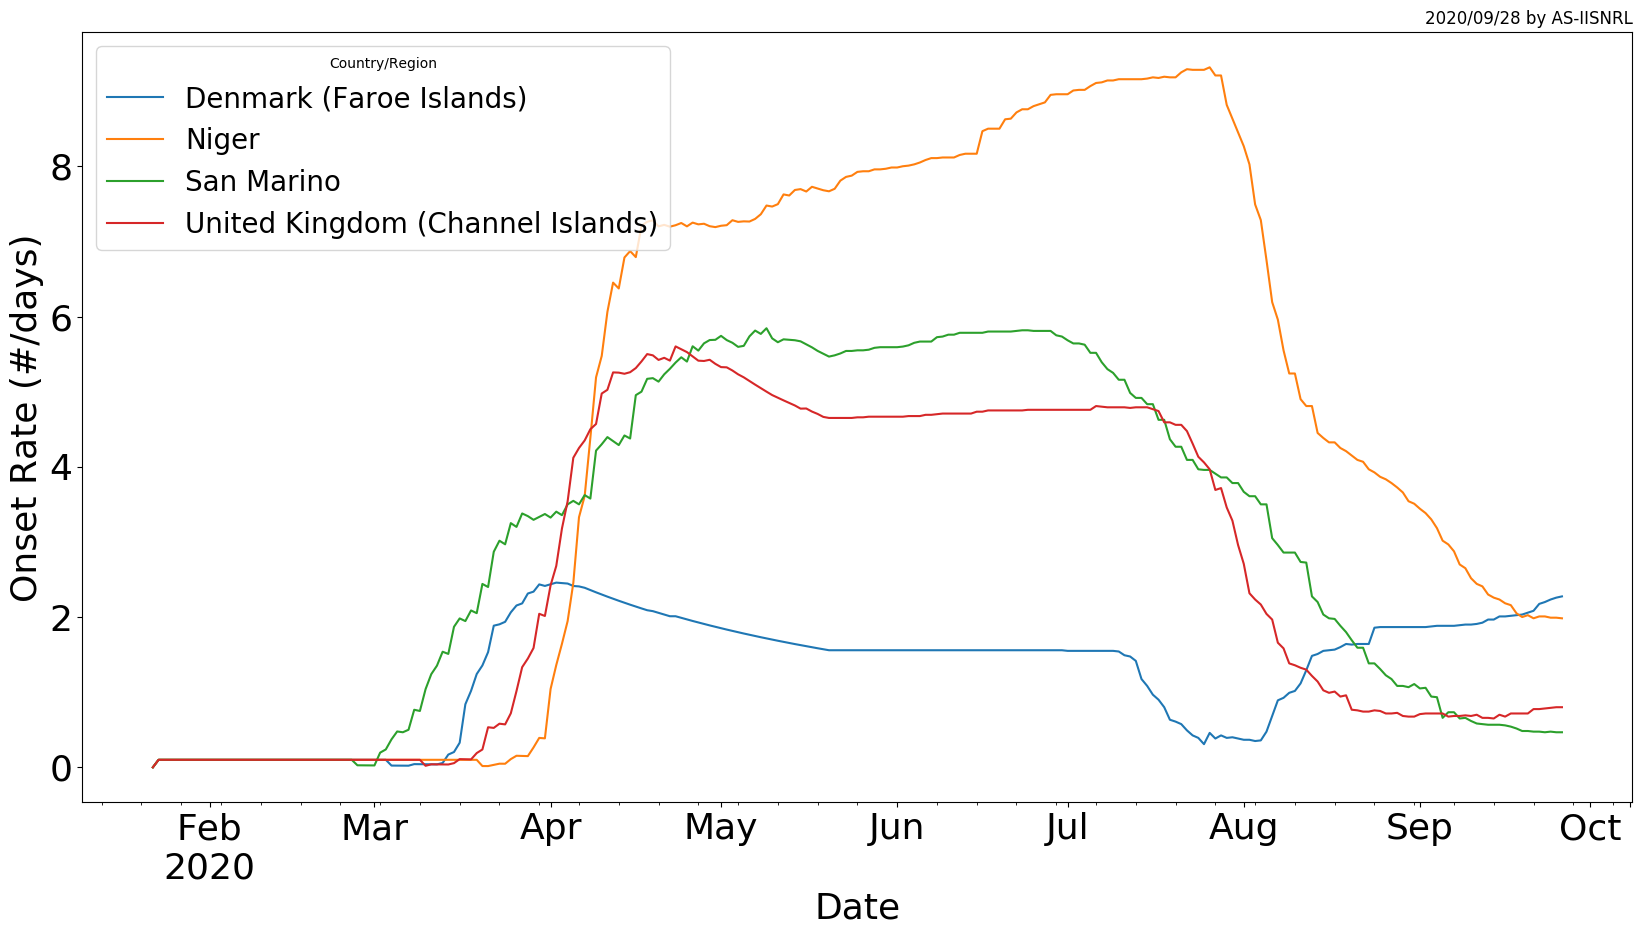 2020/09/28 by AS-IISNRL
Country/Region
Denmark (Faroe Islands)
Niger
San Marino
United Kingdom (Channel Islands)
Onset Rate (#/days)
8
6
4
2
0
Feb Mar Apr May Jun Jul Aug Sep Oct
2020
Date